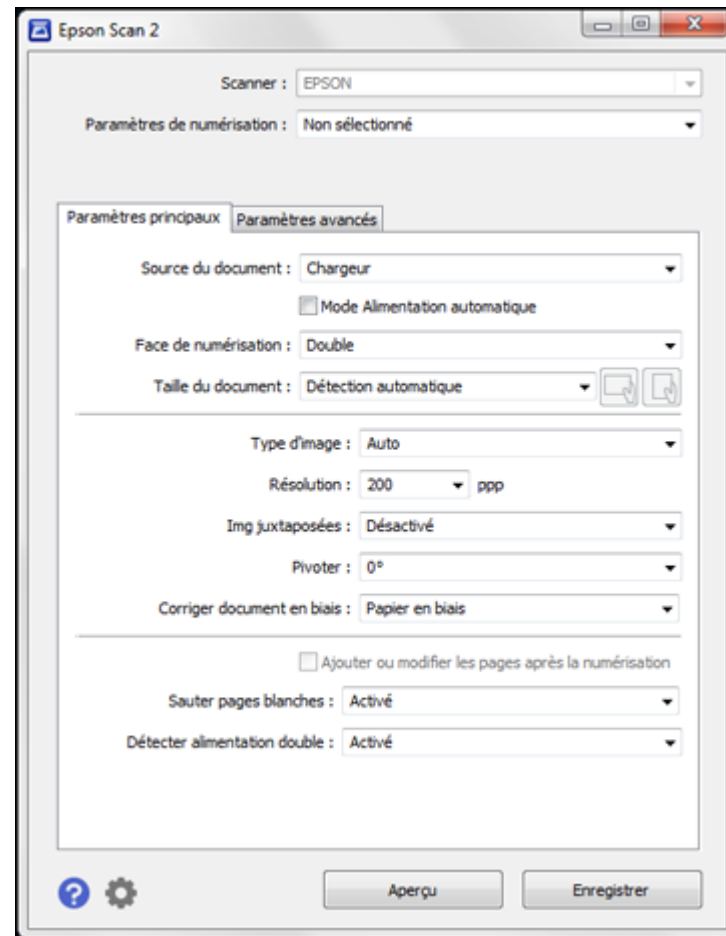 Epson Scan 2
Scanner : EPSON
Paramètres de numérisation : Non sélectionné
Paramètres principaux Paramètres avancés
Source du document : Chargeur
Mode Alimentation automatique
Face de numérisation : Double
Taille du document : Détection automatique
Type d'image : Auto
Résolution : 200 ppp
Img juxtaposées : Désactivé
Pivoter : 0°
Corriger document en biais : Papier en biais
Ajouter ou modifier les pages après la numérisation
Sauter pages blanches : Activé
Détecter alimentation double : Activé
? Aperçu Enregistrer